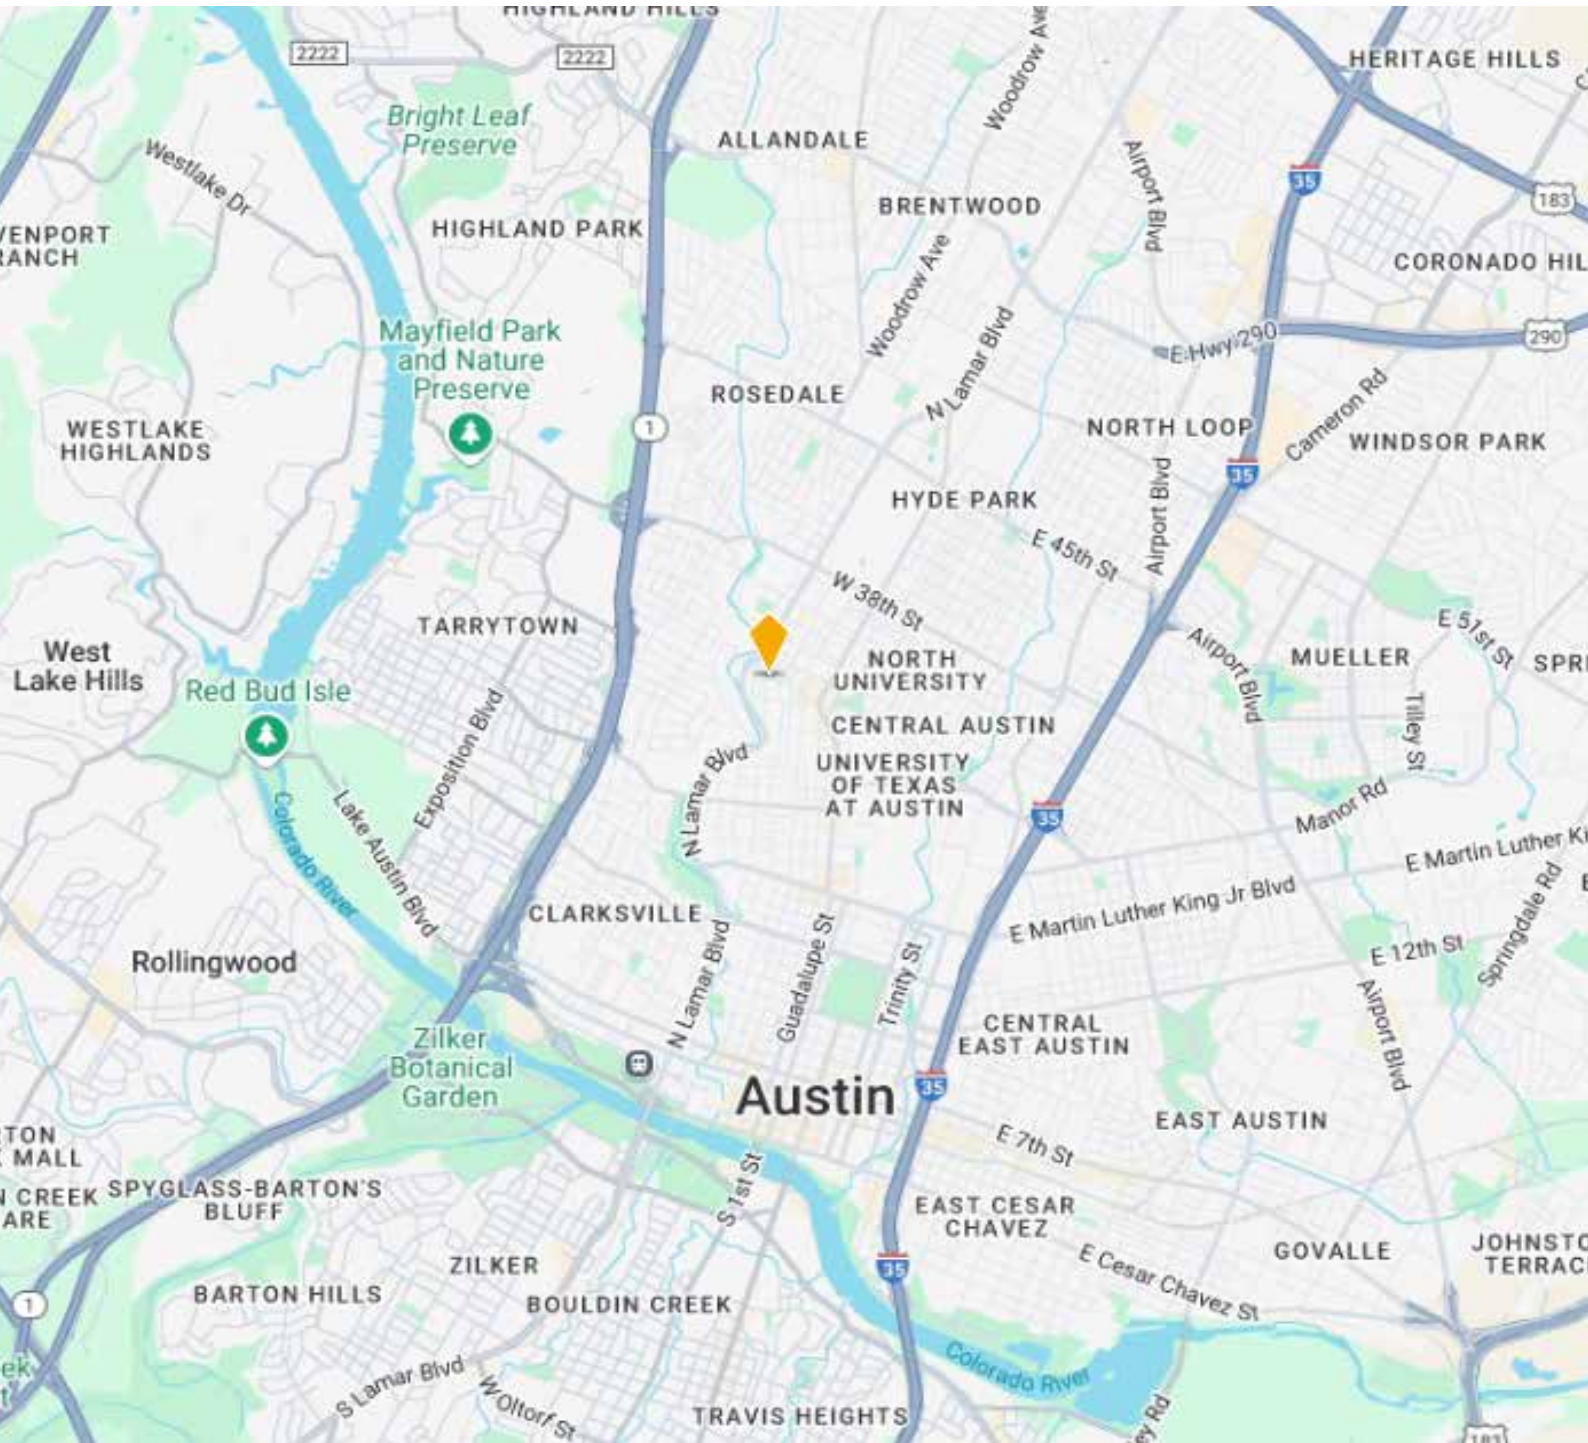 HIGHLAND HILLS
2222
2222
Woodrow Ave
HERITAGE HILLS
Bright Leaf
Preserve
ALLANDALE
Westlake Dr
Airport Blvd
35
183
BRENTWOOD
HIGHLAND PARK
VENPORT
RANCH
CORONADO HIL
Woodrow Ave
Mayfield Park
and Nature
Preserve
N Lamar Blvd
E Hwy 290
290
ROSEDALE
Cameron Rd
1
NORTH LOOP
WINDSOR PARK
WESTLAKE
HIGHLANDS
35
HYDE PARK
Airport Blvd
E 45th St
W 38th St
TARRYTOWN
E 51st St
West
Lake Hills
NORTH
UNIVERSITY
Airport Blvd
MUELLER
SPRI
Red Bud Isle
CENTRAL AUSTIN
Tilley St
Exposition Blvd
N Lamar Blvd
UNIVERSITY
OF TEXAS
AT AUSTIN
35
Manor Rd
Colorado River
Lake Austin Blvd
E Martin Luther Ki
CLARKSVILLE
E Martin Luther King Jr Blvd
Springdale Rd
E 12th St
Rollingwood
N Lamar Blvd
Guadalupe St
Trinity St
Airport Blvd
CENTRAL
EAST AUSTIN
Zilker
Botanical
Garden
Austin
35
EAST AUSTIN
RTON
K MALL
E 7th St
N CREEK
ARE
SPYGLASS-BARTON'S
BLUFF
S 1st St
EAST CESAR
CHAVEZ
GOVALLE
JOHNSTO
TERRAC
ZILKER
E Cesar Chavez St
35
BARTON HILLS
BOULDIN CREEK
1
Colorado River
ek
t
S Lamar Blvd
W Oltorf St
TRAVIS HEIGHTS
ey Rd
183